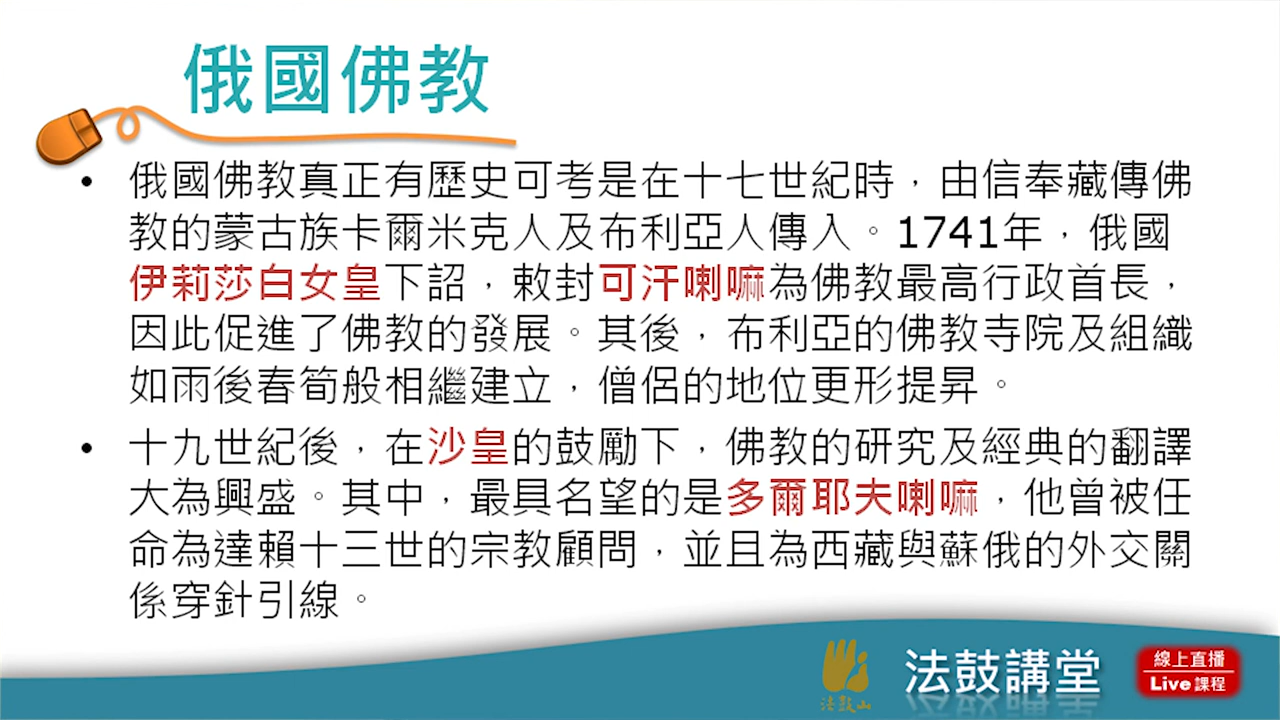 俄國佛教
• 俄國佛教真正有歷史可考是在十七世紀時，由信奉藏傳佛
教的蒙古族卡爾米克人及布利亞人傳入。1741年，俄國
伊莉莎白女皇下詔，敕封可汗喇嘛為佛教最高行政首長，
因此促進了佛教的發展。其後，布利亞的佛教寺院及組織
如雨後春筍般相繼建立，僧侶的地位更形提昇。
• 十九世紀後，在沙皇的鼓勵下，佛教的研究及經典的翻譯
大為興盛。其中，最具名望的是多爾耶夫喇嘛，他曾被任
命為達賴十三世的宗教顧問，並且為西藏與蘇俄的外交關
係穿針引線。
法鼓山
法鼓講堂
線上直播
Live 課程